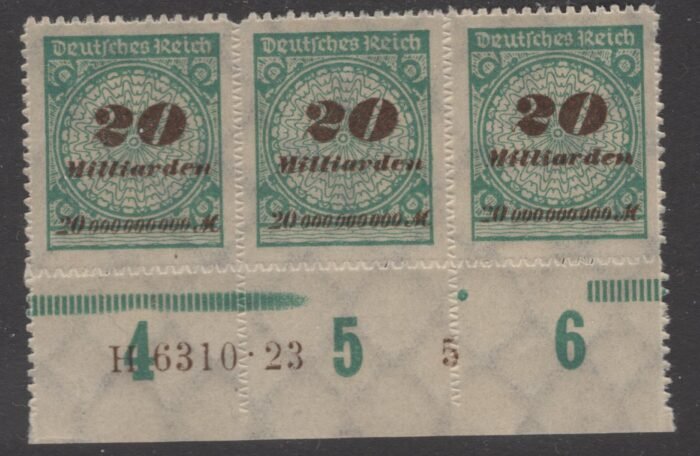 Deutsches Reich Deutsches Reich Deutsches Reich
20 20 20
Milliarden Milliarden Milliarden
20 000 000 000 M 20 000 000 000 M 20 000 000 000 M
4 5 6
H 6310·23 5